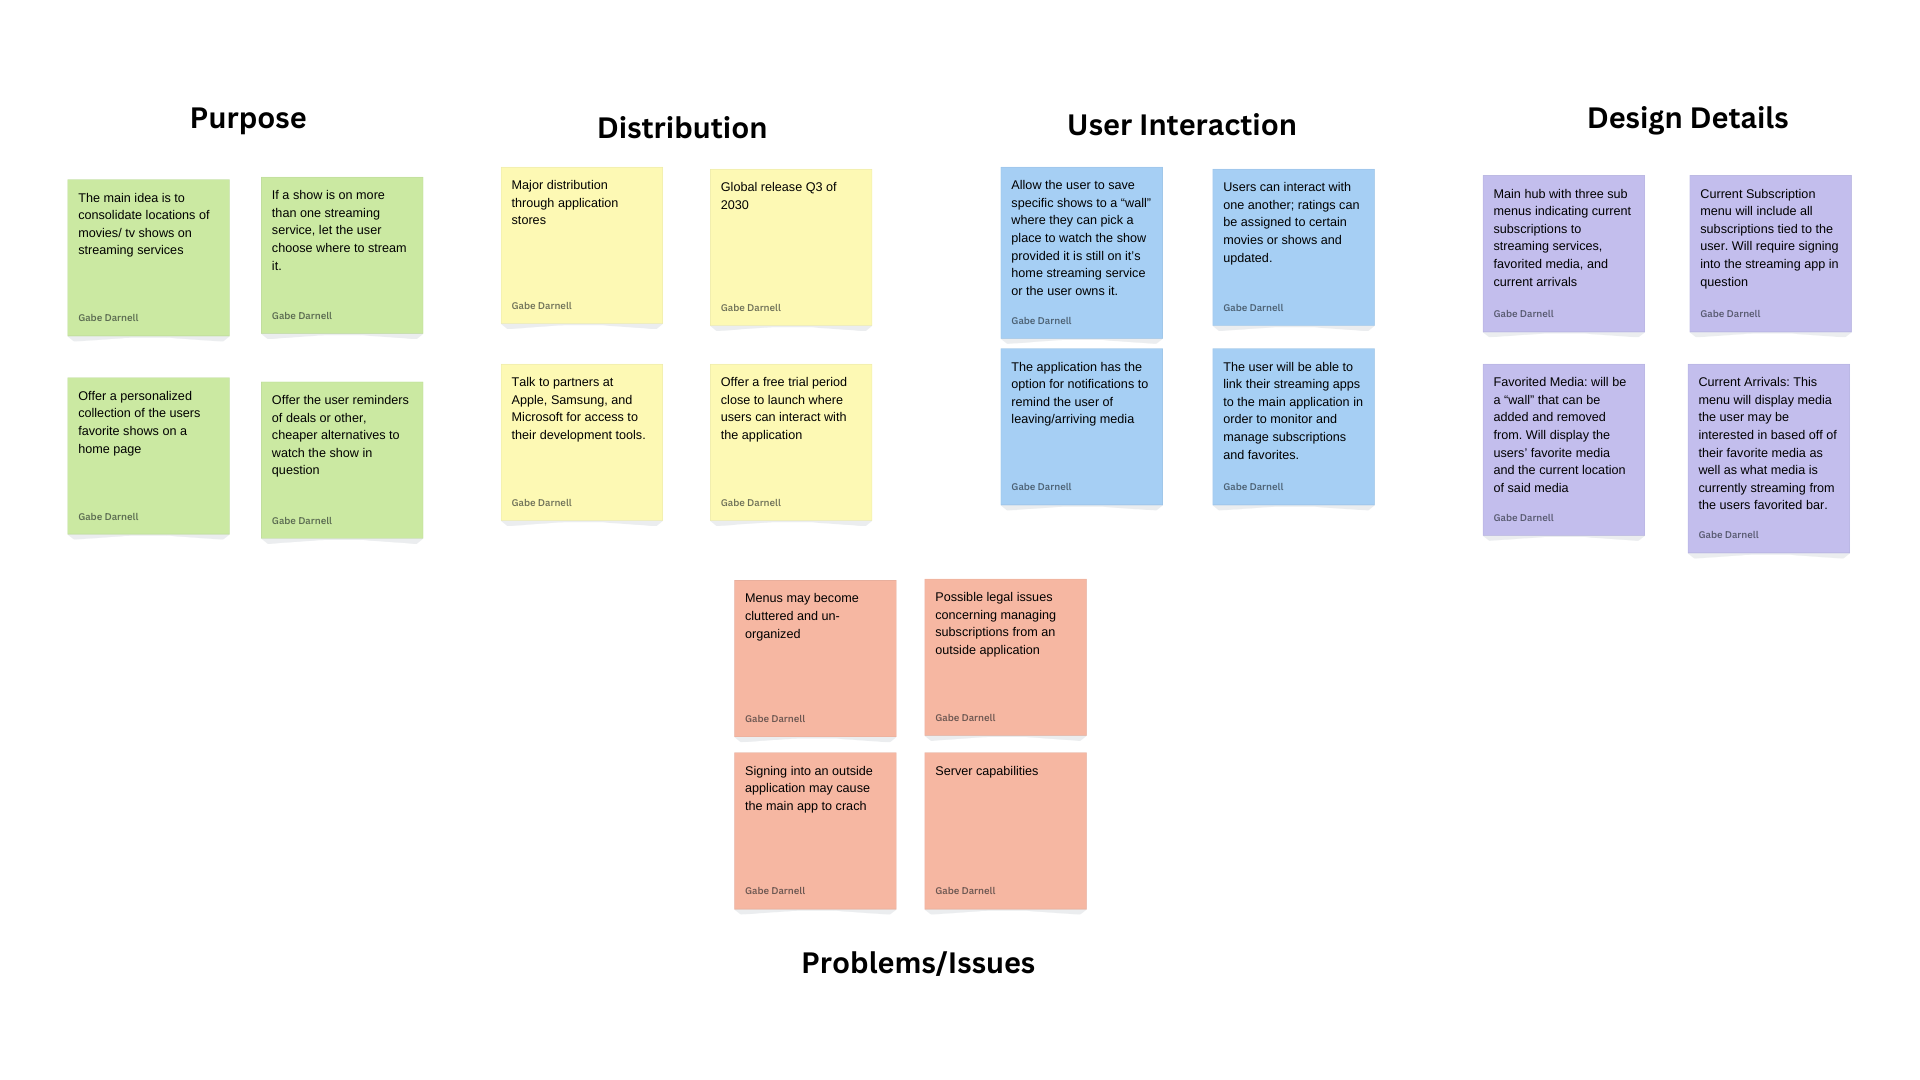 Purpose
The main idea is to
consolidate locations of
movies/ tv shows on
streaming services
Gabe Darnell
If a show is on more
than one streaming
service, let the user
choose where to stream
it.
Gabe Darnell
Offer a personalized
collection of the users
favorite shows on a
home page
Gabe Darnell
Offer the user reminders
of deals or other,
cheaper alternatives to
watch the show in
question
Gabe Darnell
Distribution
Major distribution
through application
stores
Gabe Darnell
Global release Q3 of
2030
Gabe Darnell
Talk to partners at
Apple, Samsung, and
Microsoft for access to
their development tools.
Gabe Darnell
Offer a free trial period
close to launch where
users can interact with
the application
Gabe Darnell
User Interaction
Allow the user to save
specific shows to a “wall”
where they can pick a
place to watch the show
provided it is still on it’s
home streaming service
or the user owns it.
Gabe Darnell
Users can interact with
one another; ratings can
be assigned to certain
movies or shows and
updated.
Gabe Darnell
The application has the
option for notifications to
remind the user of
leaving/arriving media
Gabe Darnell
The user will be able to
link their streaming apps
to the main application in
order to monitor and
manage subscriptions
and favorites.
Gabe Darnell
Design Details
Main hub with three sub
menus indicating current
subscriptions to
streaming services,
favorited media, and
current arrivals
Gabe Darnell
Current Subscription
menu will include all
subscriptions tied to the
user. Will require signing
into the streaming app in
question
Gabe Darnell
Favorited Media: will be
a “wall” that can be
added and removed
from. Will display the
users’ favorite media
and the current location
of said media
Gabe Darnell
Current Arrivals: This
menu will display media
the user may be
interested in based off of
their favorite media as
well as what media is
currently streaming from
the users favorited bar.
Gabe Darnell
Menus may become
cluttered and un-
organized
Gabe Darnell
Possible legal issues
concerning managing
subscriptions from an
outside application
Gabe Darnell
Signing into an outside
application may cause
the main app to crach
Gabe Darnell
Server capabilities
Gabe Darnell
Problems/Issues